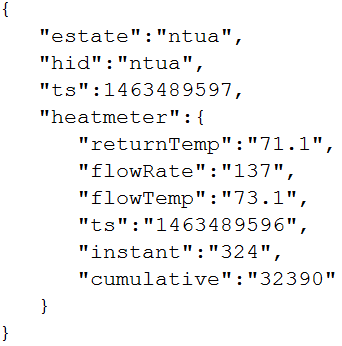 {
    "estate":"ntua",
    "hid":"ntua",
    "ts":1463489597,
    "heatmeter":{
        "returnTemp":"71.1",
        "flowRate":"137",
        "flowTemp":"73.1",
        "ts":"1463489596",
        "instant":"324",
        "cumulative":"32390"
    }
}